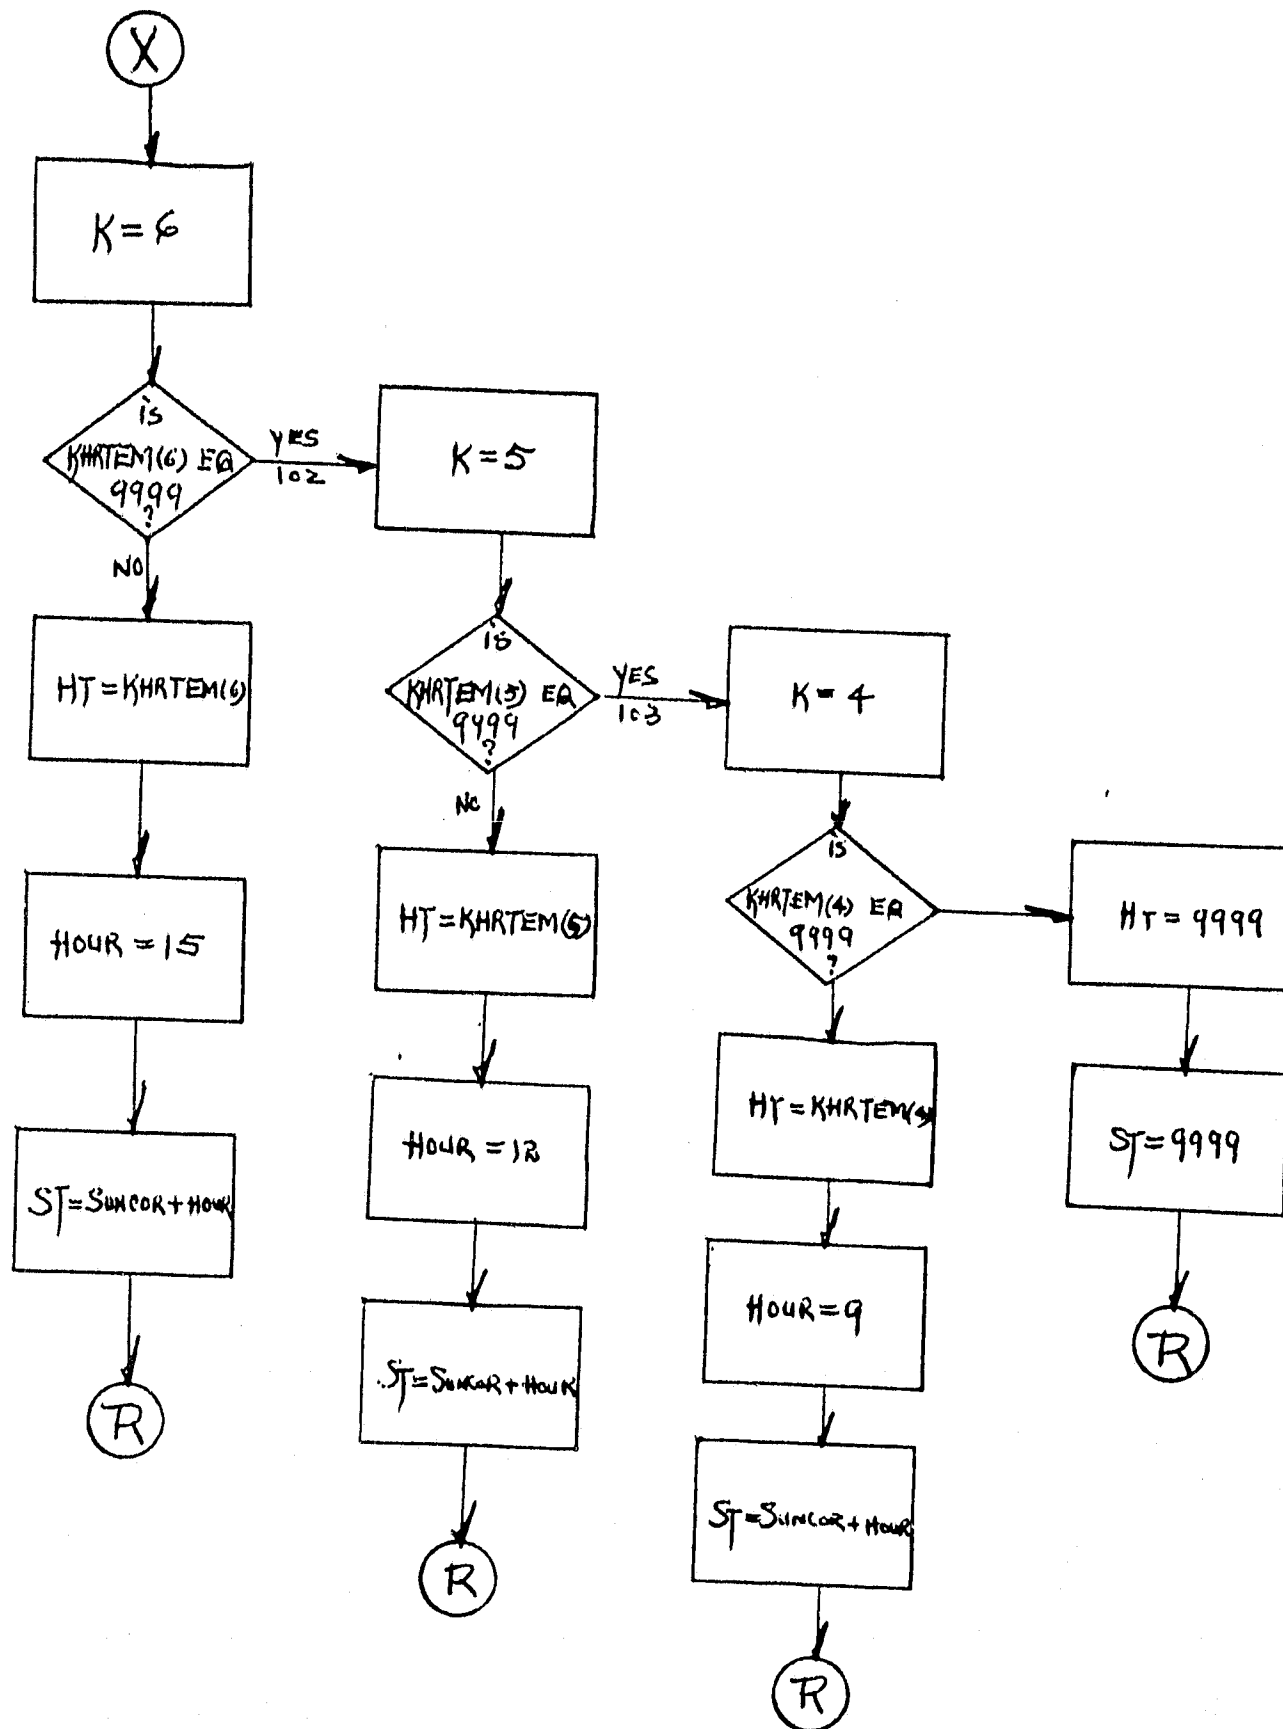 X
K=6
is
KHRTEM(6) EQ
9999
?
YES
102
NO
HT=KHRTEM(6)
HOUR=15
ST=SUNCOR+HOUR
R
K=5
is
KHRTEM(5) EQ
9999
?
YES
103
NO
HT=KHRTEM(5)
HOUR=12
ST=SUNCOR+HOUR
R
K=4
is
KHRTEM(4) EQ
9999
?
HT=KHRTEM(4)
HOUR=9
ST=SUNCOR+HOUR
R
HT=9999
ST=9999
R